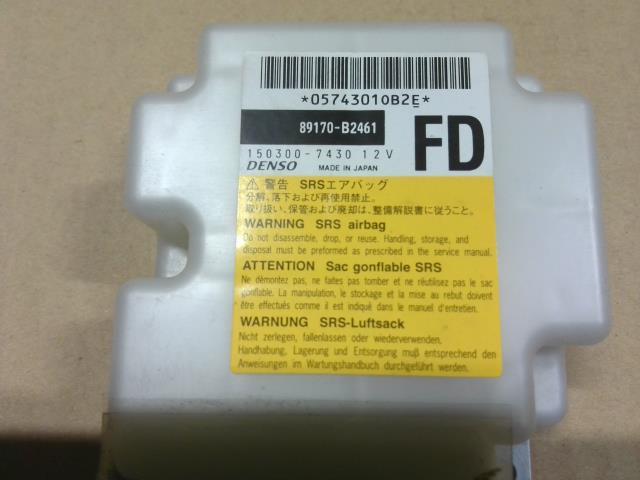 *05743010B2E*
89170-B2461
FD
150300-7430 12V
DENSO MADE IN JAPAN
警告 SRSエアバッグ
分解、落下および再使用禁止。
取り扱い、保管および廃却は、整備解説書に従うこと。
WARNING SRS airbag
Do not disassemble, drop, or reuse. Handling, storage, and
disposal must be preformed as prescribed in the service manual.
ATTENTION Sac gonflable SRS
Ne démontez pas, ne faites pas tomber et ne réutilisez pas le sac
gonflable. La manipulation, le stockage et la mise au rebut doivent
être effectués comme il est indiqué dans le manuel d'entretien.
WARNUNG SRS-Luftsack
Nicht zerlegen, fallenlassen oder wiederverwenden.
Handhabung, Lagerung und Entsorgung muß entsprechend den
Anweisungen im Wartungshandbuch durchgeführt werden.